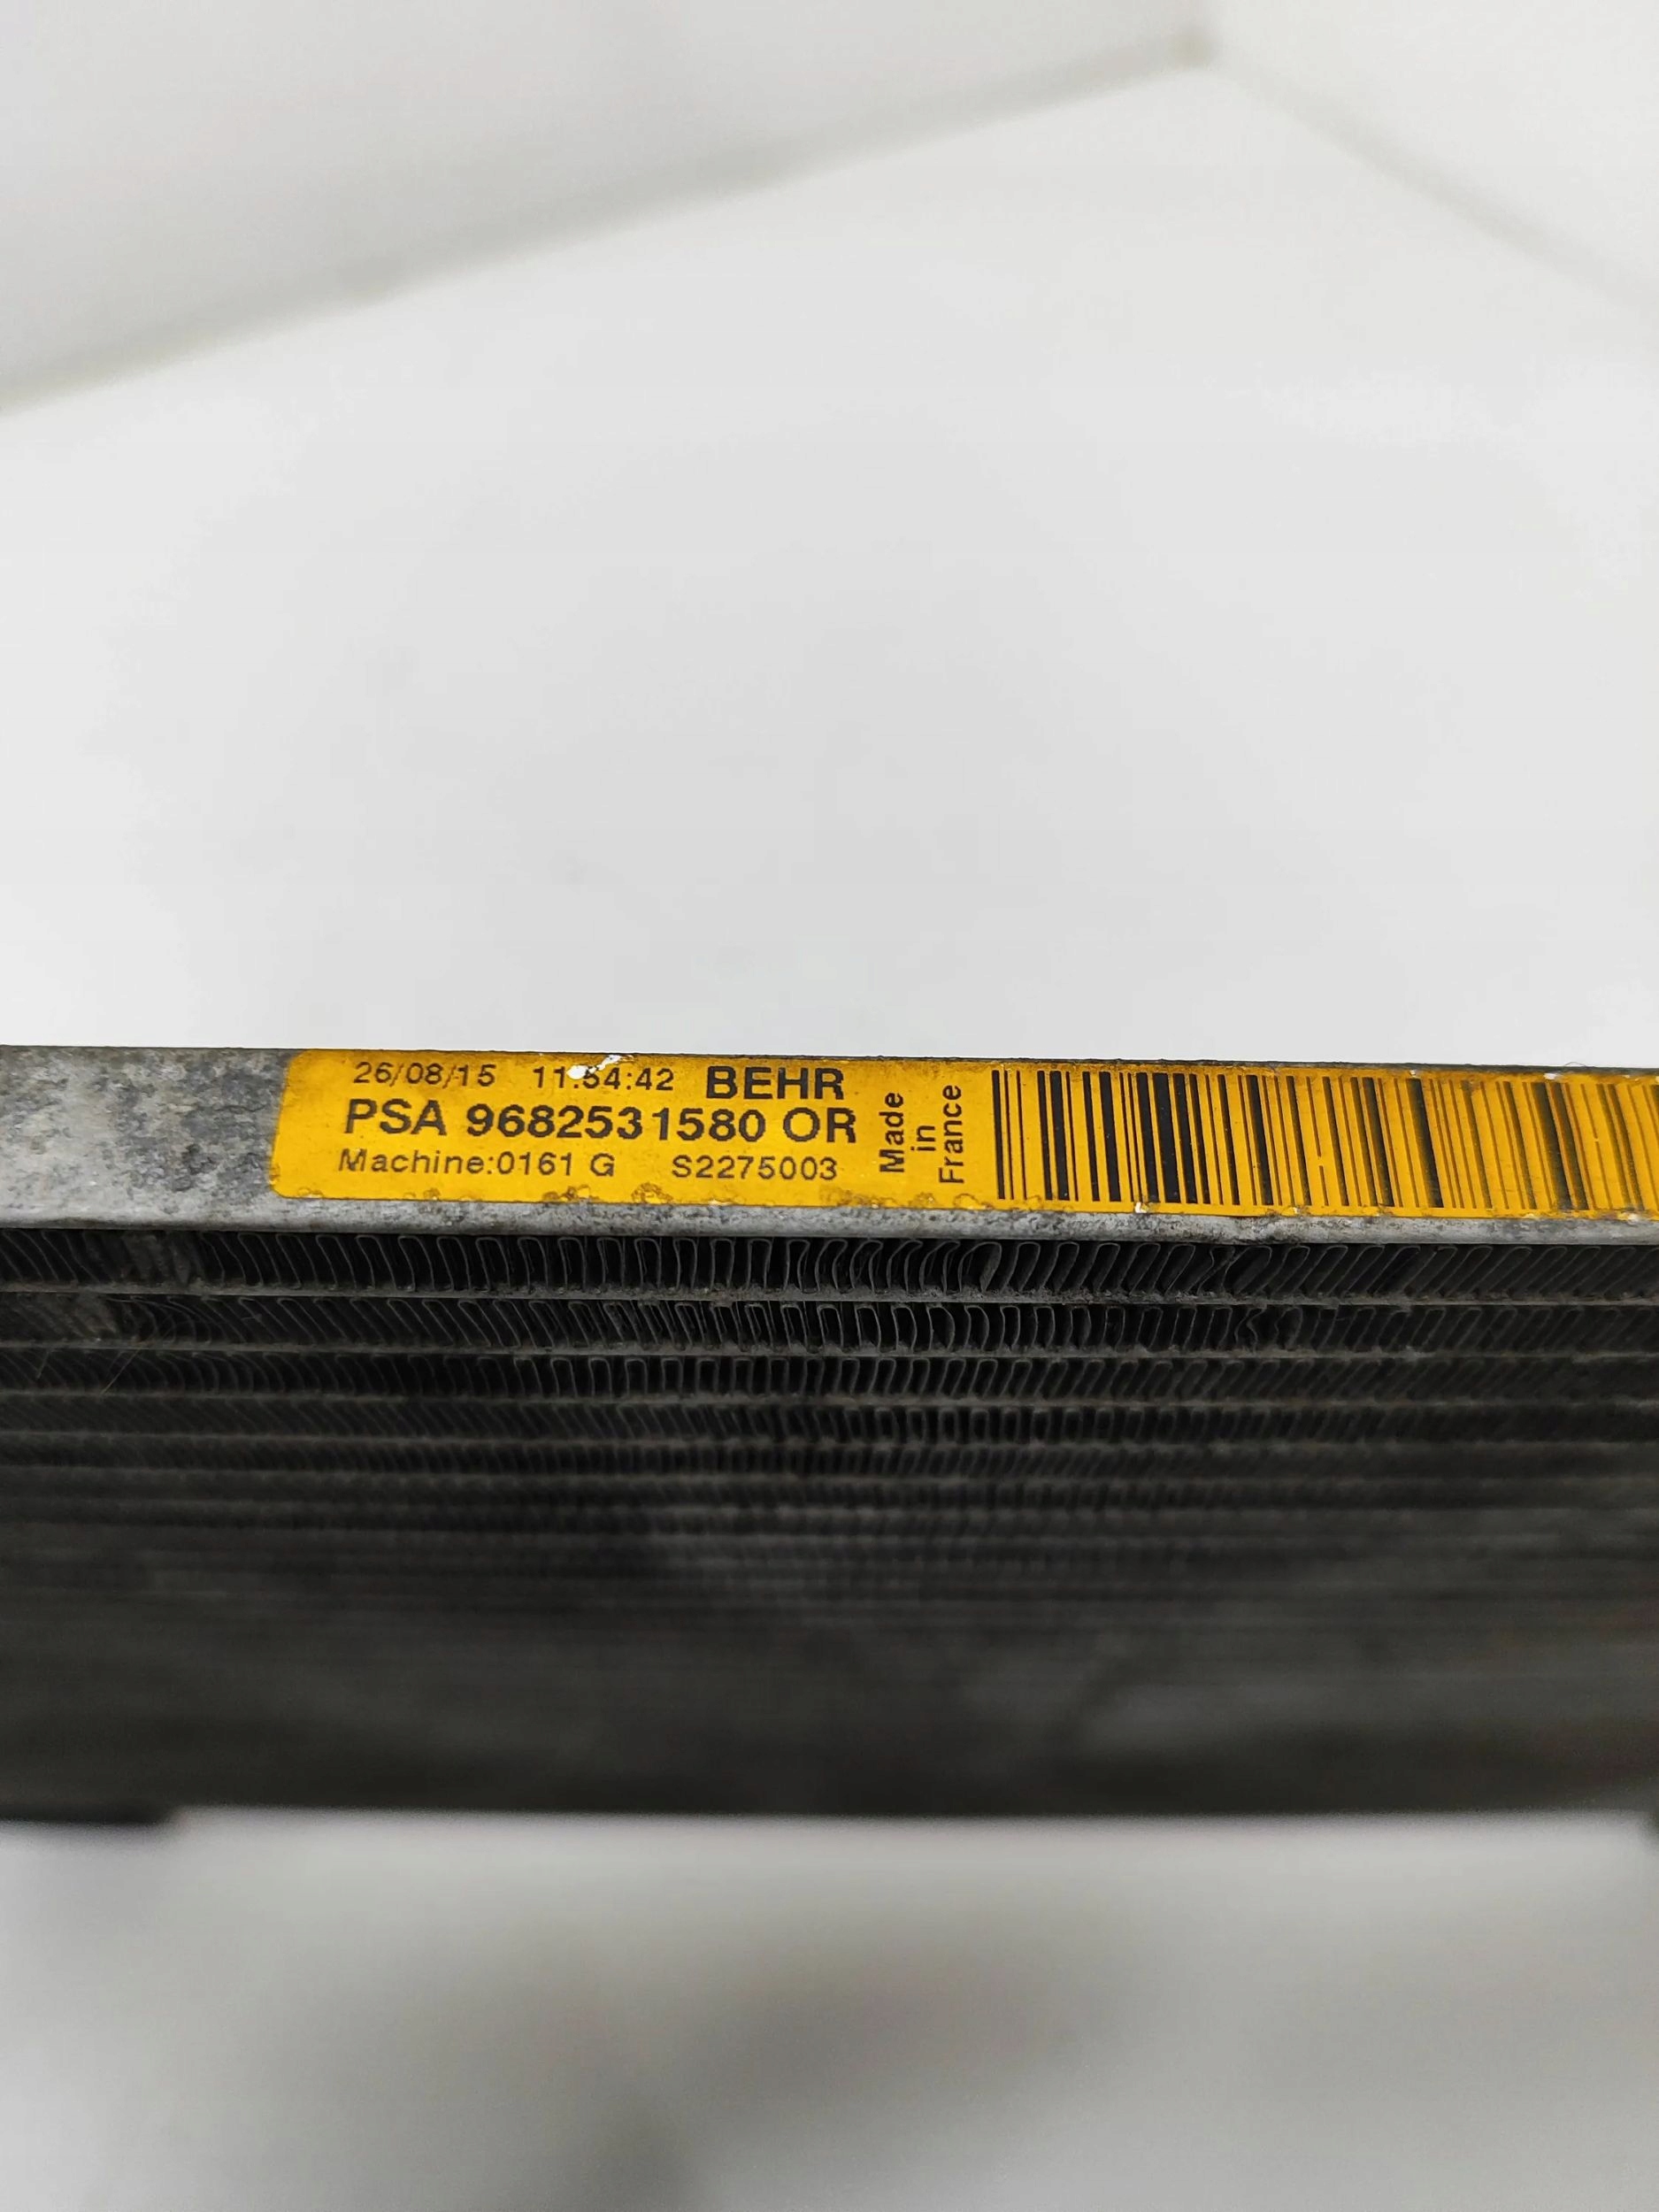 26/08/15 11:54:42 BEHR
PSA 9682531580 OR
Machine:0161 G S2275003
Made
in
France